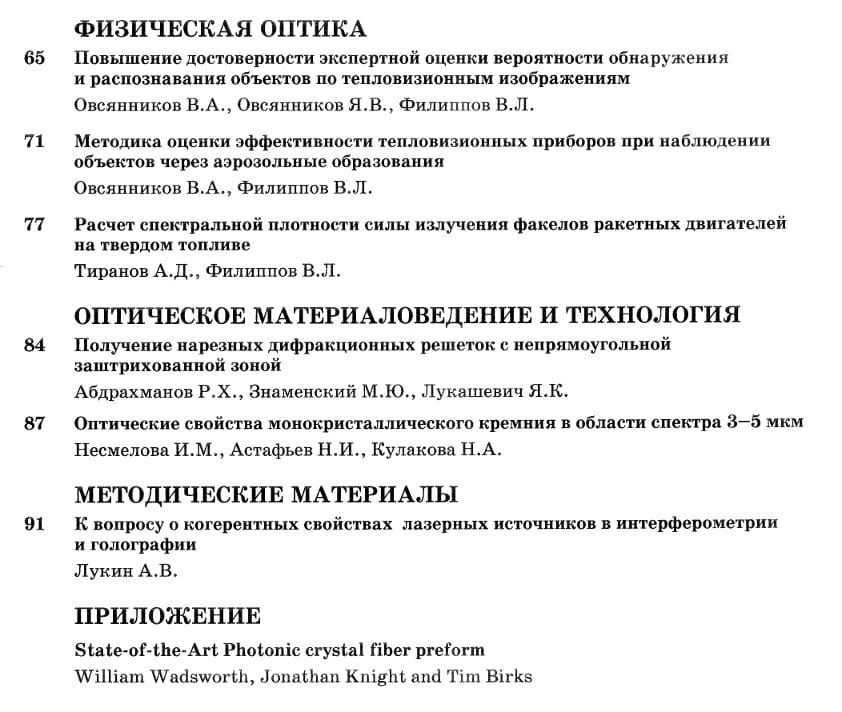 ФИЗИЧЕСКАЯ ОПТИКА
65 Повышение достоверности экспертной оценки вероятности обнаружения
и распознавания объектов по тепловизионным изображениям
Овсянников В.А., Овсянников Я.В., Филиппов В.Л.
71 Методика оценки эффективности тепловизионных приборов при наблюдении
объектов через аэрозольные образования
Овсянников В.А., Филиппов В.Л.
77 Расчет спектральной плотности силы излучения факелов ракетных двигателей
на твердом топливе
Тиранов А.Д., Филиппов В.Л.
ОПТИЧЕСКОЕ МАТЕРИАЛОВЕДЕНИЕ И ТЕХНОЛОГИЯ
84 Получение нарезных дифракционных решеток с непрямоугольной
заштрихованной зоной
Абдрахманов Р.Х., Знаменский М.Ю., Лукашевич Я.К.
87 Оптические свойства монокристаллического кремния в области спектра 3–5 мкм
Несмелова И.М., Астафьев Н.И., Кулакова Н.А.
МЕТОДИЧЕСКИЕ МАТЕРИАЛЫ
91 К вопросу о когерентных свойствах лазерных источников в интерферометрии
и голографии
Лукин А.В.
ПРИЛОЖЕНИЕ
State-of-the-Art Photonic crystal fiber preform
William Wadsworth, Jonathan Knight and Tim Birks